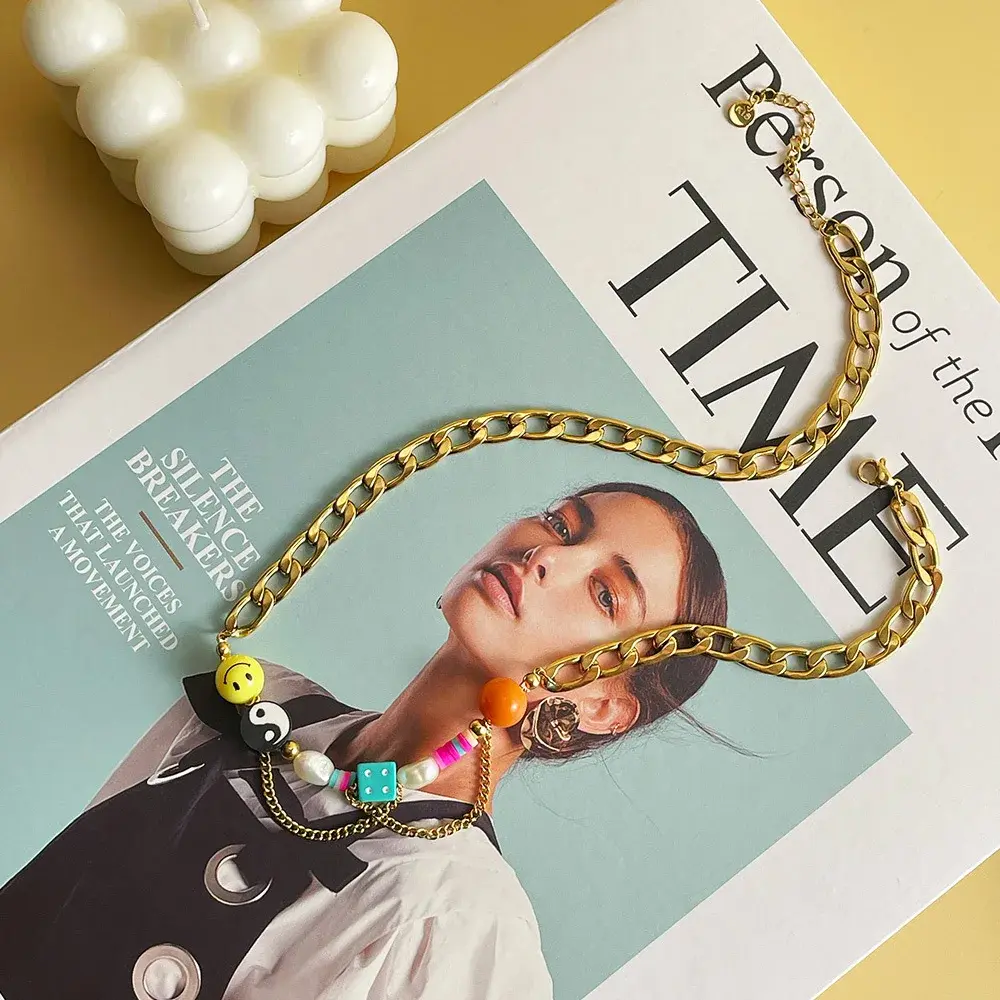 Person of the
TIME
THE
SILENCE
BREAKERS
THE VOICES
THAT LAUNCHED
A MOVEMENT